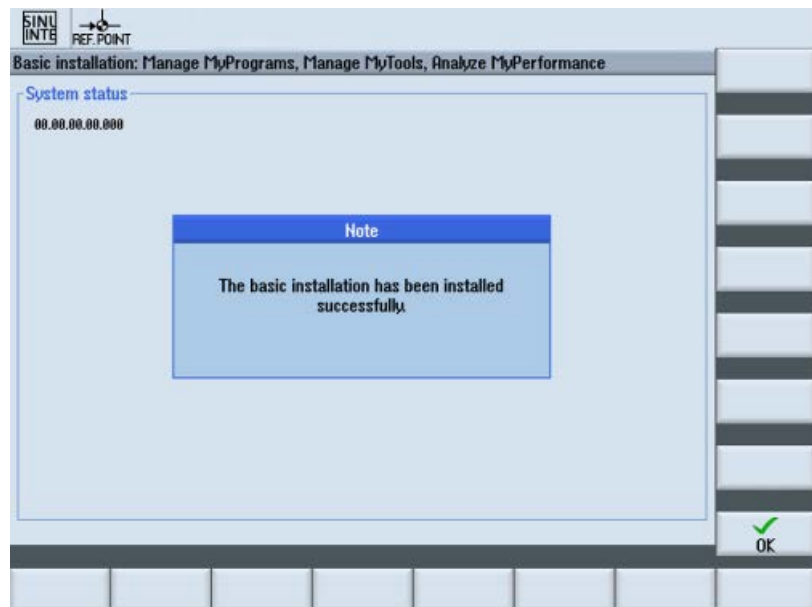 SINU
INTE
REF.POINT
Basic installation: Manage MyPrograms, Manage MyTools, Analyze MyPerformance
System status
00.00.00.00.000
Note
The basic installation has been installed
successfully.
OK